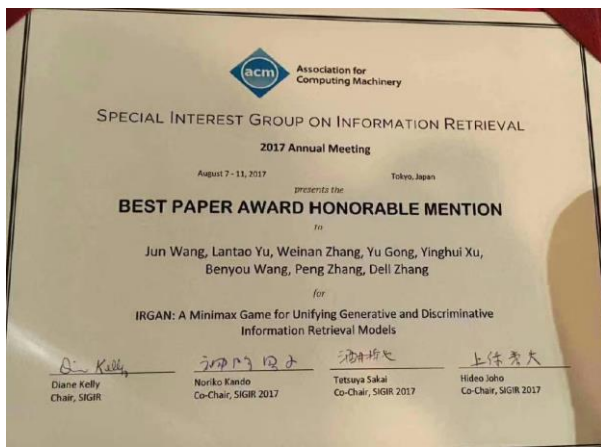 acm
Association for
Computing Machinery
SPECIAL INTEREST GROUP ON INFORMATION RETRIEVAL
2017 Annual Meeting
August 7 - 11, 2017 Tokyo, Japan
presents the
BEST PAPER AWARD HONORABLE MENTION
to
Jun Wang, Lantao Yu, Weinan Zhang, Yu Gong, Yinghui Xu,
Benyou Wang, Peng Zhang, Dell Zhang
for
IRGAN: A Minimax Game for Unifying Generative and Discriminative
Information Retrieval Models
Diane Kelly
Diane Kelly
Chair, SIGIR
Noriko Kando
Co-Chair, SIGIR 2017
Tetsuya Sakai
Co-Chair, SIGIR 2017
Hideo Joho
Co-Chair, SIGIR 2017